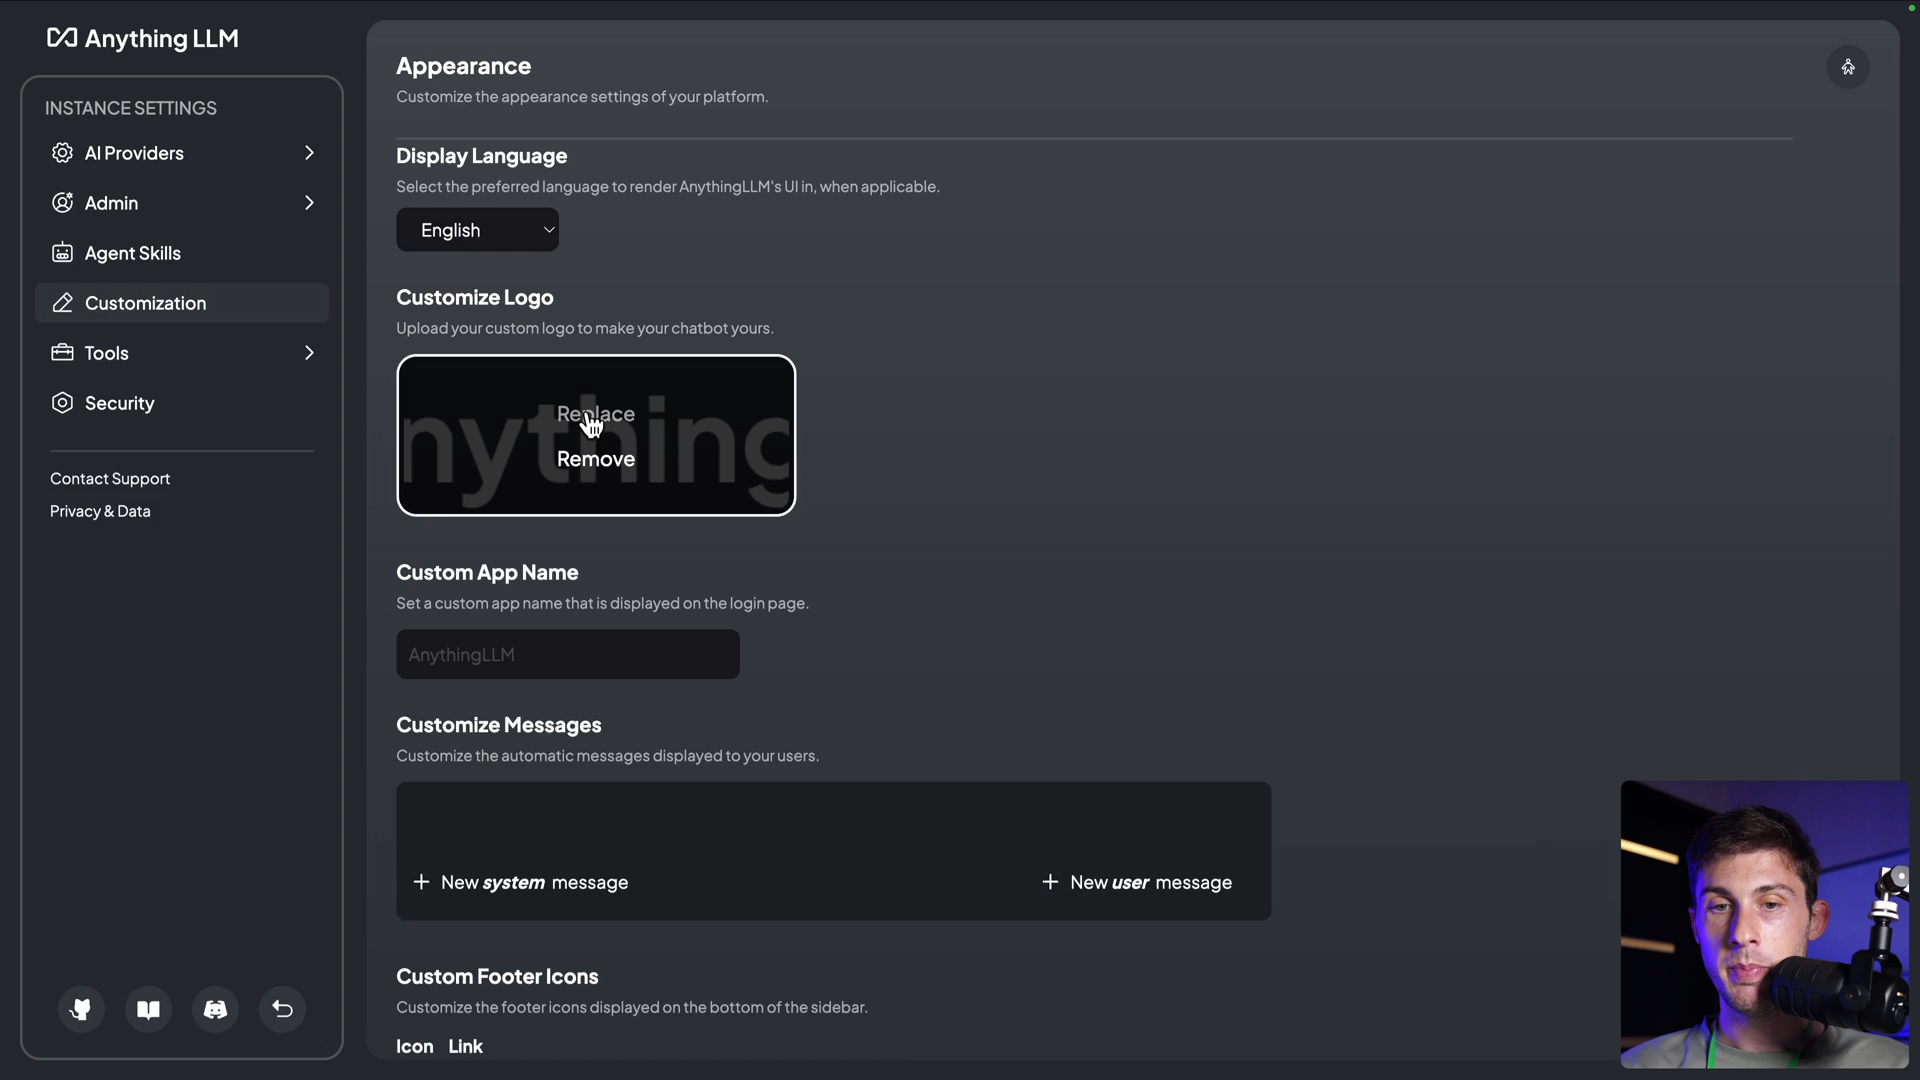 Anything LLM
INSTANCE SETTINGS
AI Providers
Admin
Agent Skills
Customization
Tools
Security
Contact Support
Privacy & Data
Appearance
Customize the appearance settings of your platform.
Display Language
Select the preferred language to render AnythingLLM's UI in, when applicable.
English
Customize Logo
Upload your custom logo to make your chatbot yours.
nything
Replace
Remove
Custom App Name
Set a custom app name that is displayed on the login page.
AnythingLLM
Customize Messages
Customize the automatic messages displayed to your users.
New system message
New user message
Custom Footer Icons
Customize the footer icons displayed on the bottom of the sidebar.
Icon Link